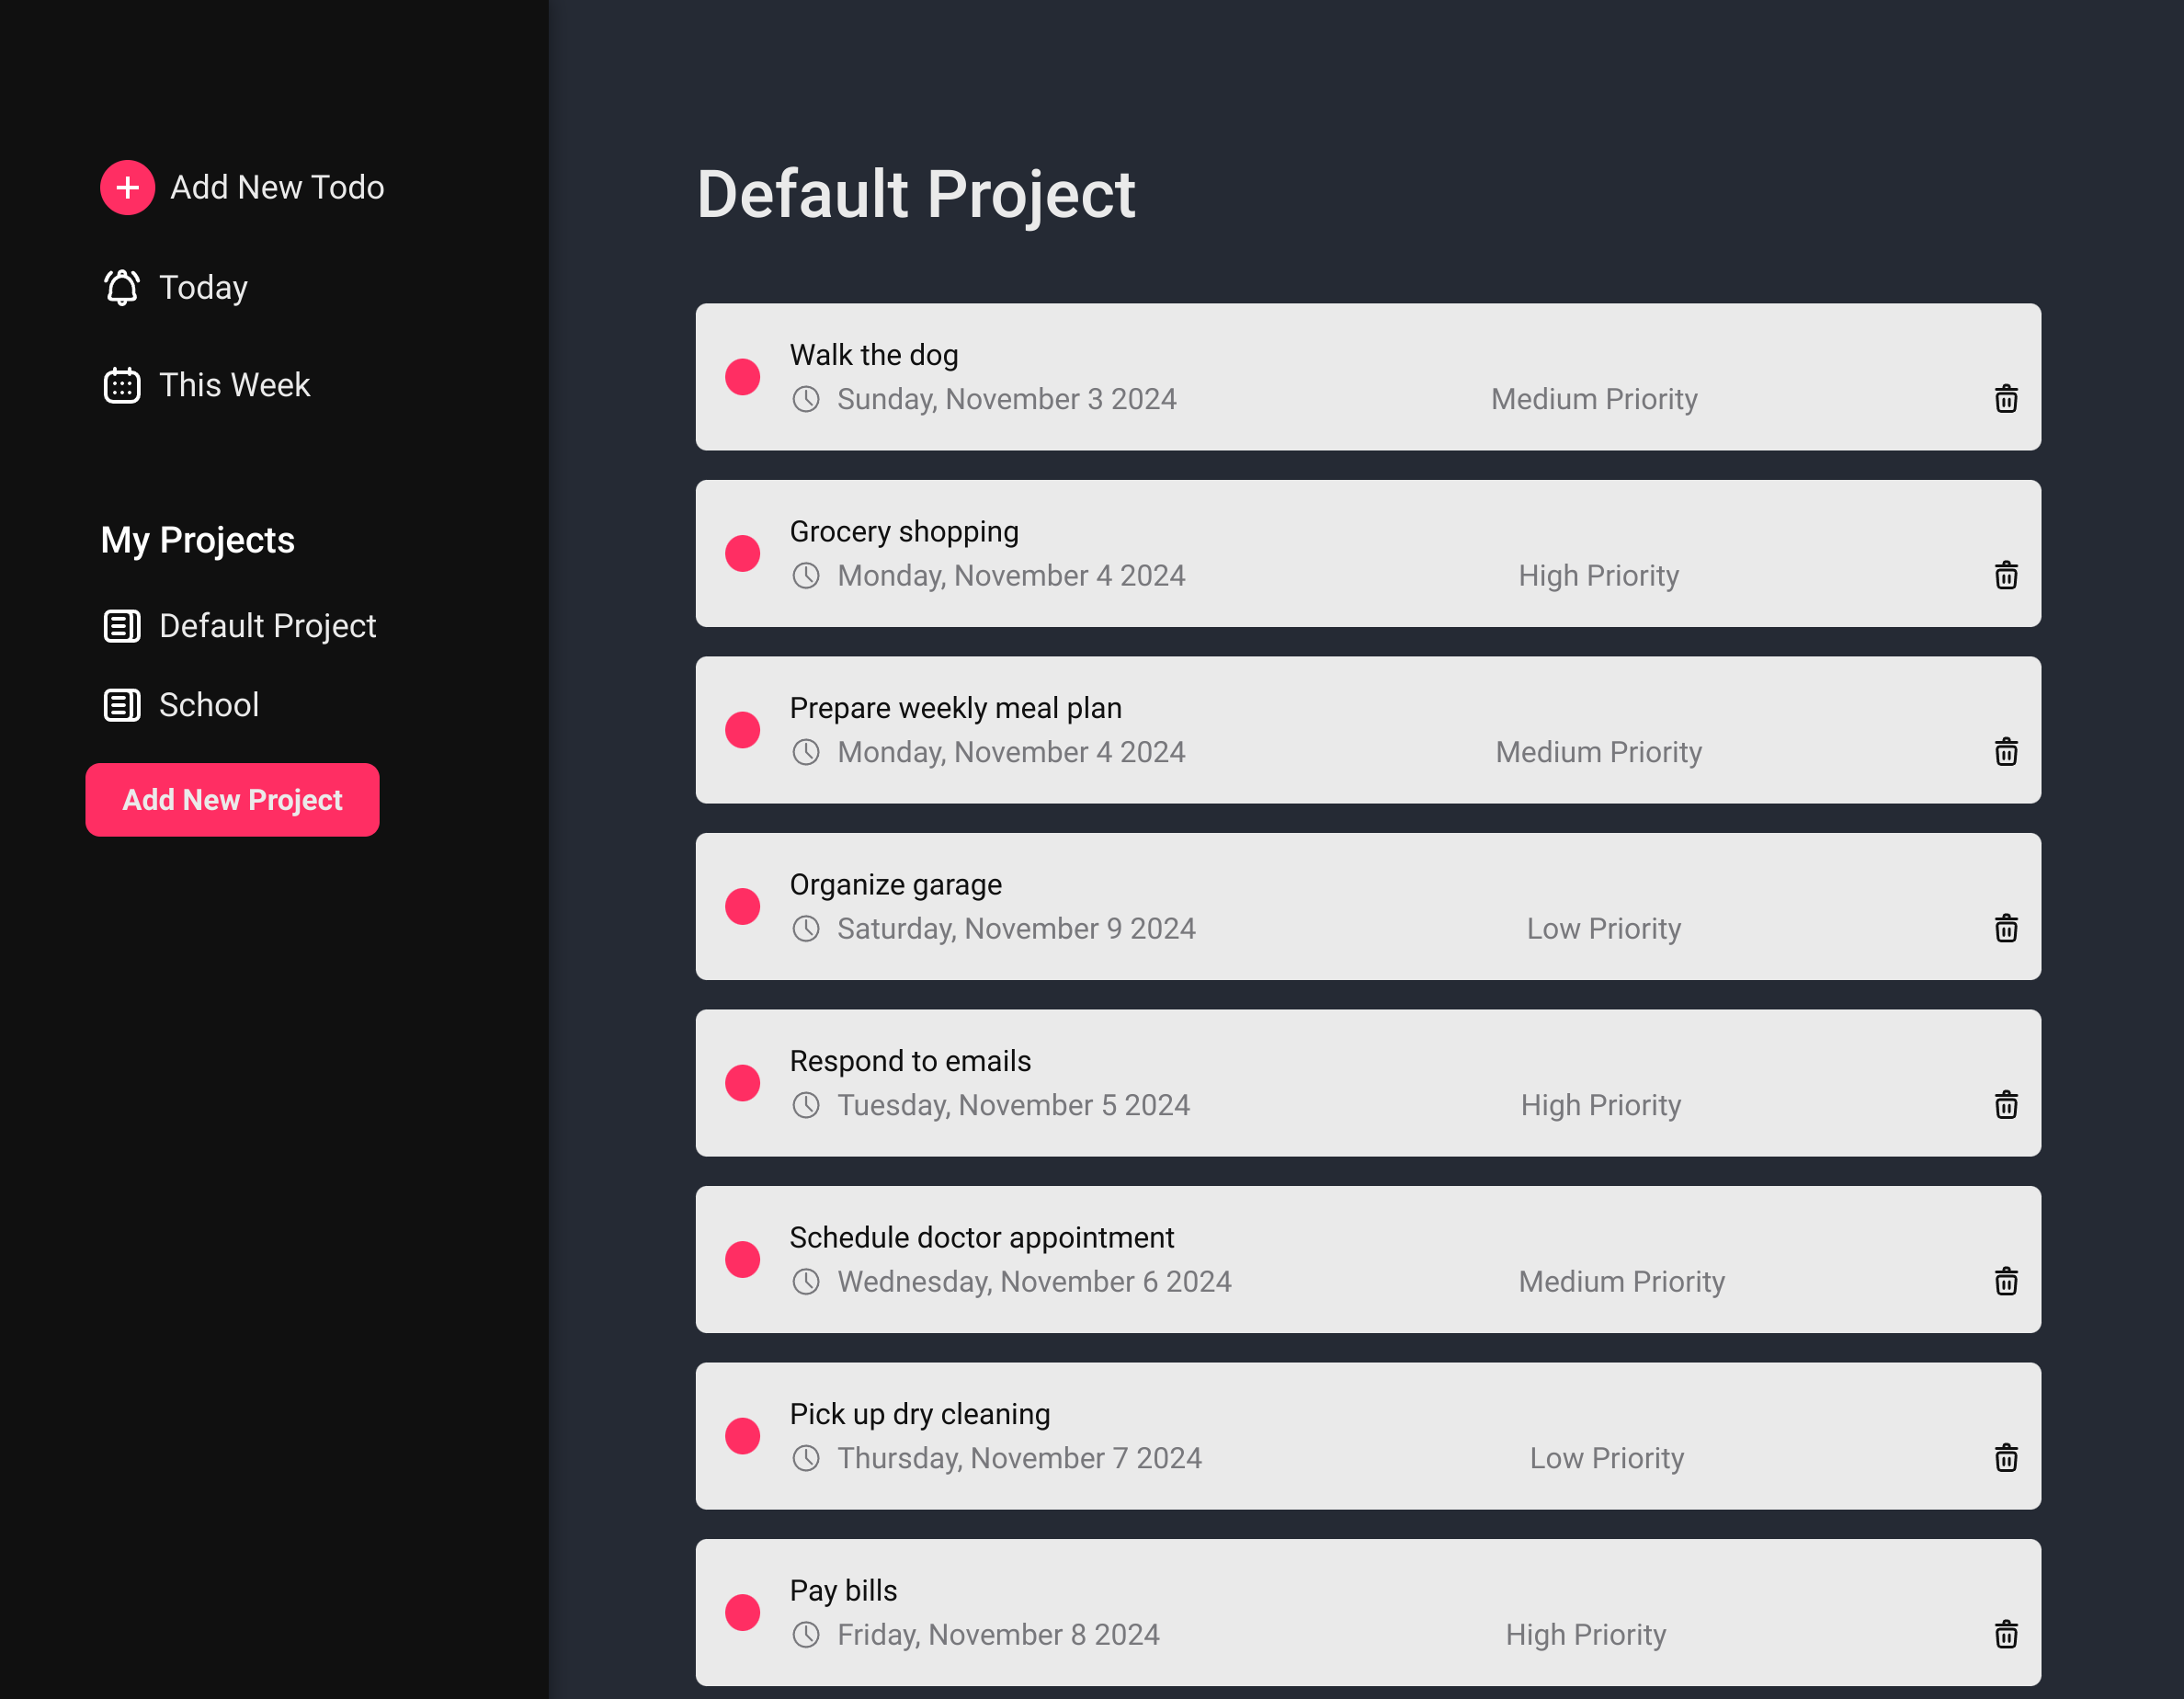 Add New Todo
Today
This Week
My Projects
Default Project
School
Add New Project
Default Project
Walk the dog
Sunday, November 3 2024 Medium Priority
Grocery shopping
Monday, November 4 2024 High Priority
Prepare weekly meal plan
Monday, November 4 2024 Medium Priority
Organize garage
Saturday, November 9 2024 Low Priority
Respond to emails
Tuesday, November 5 2024 High Priority
Schedule doctor appointment
Wednesday, November 6 2024 Medium Priority
Pick up dry cleaning
Thursday, November 7 2024 Low Priority
Pay bills
Friday, November 8 2024 High Priority